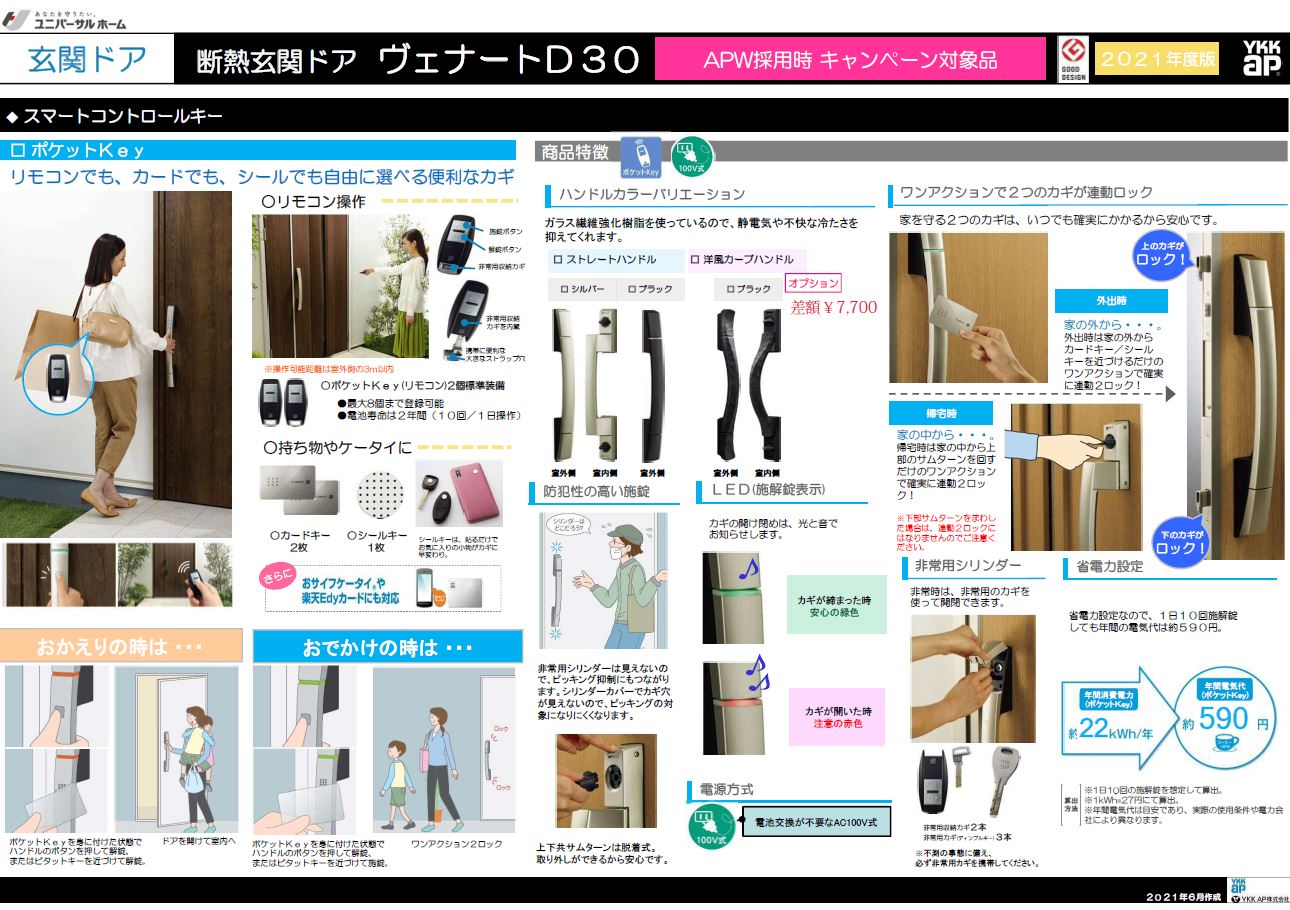 あなたを守りたい。
ユニバーサル ホーム
玄関ドア
断熱玄関ドア ヴェナートＤ３０
APW採用時 キャンペーン対象品
GOOD
DESIGN
２０２１年度版
YKK
ap
◆ スマートコントロールキー
□ ポケットＫｅｙ
リモコンでも、カードでも、シールでも自由に選べる便利なカギ
〇リモコン操作
施錠ボタン
解錠ボタン
非常用収納カギ
非常用収納
カギを内蔵
携帯に便利な
大きなストラップ穴
※操作可能距離は室外側の3m以内
〇ポケットＫｅｙ(リモコン)２個標準装備
●最大８個まで登録可能
●電池寿命は２年間（１０回／１日操作）
〇持ち物やケータイに
〇カードキー
２枚
〇シールキー
１枚
シールキーは、貼るだけで
お気に入りの小物がカギに
早変わり。
さらに
おサイフケータイ®や
楽天Edyカードにも対応
おかえりの時は ･･･
おでかけの時は ･･･
ロック
ロック
ポケットＫｅｙを身に付けた状態で
ハンドルのボタンを押して解錠、
またはピタットキーを近づけて解錠。
ドアを開けて室内へ
ポケットＫｅｙを身に付けた状態で
ハンドルのボタンを押して解錠、
またはピタットキーを近づけて施錠。
ワンアクション２ロック
商品特徴
ポケットKey
100V式
ハンドルカラーバリエーション
ガラス繊維強化樹脂を使っているので、静電気や不快な冷たさを
抑えてくれます。
□ ストレートハンドル
□ 洋風カーブハンドル
□ シルバー
□ ブラック
□ ブラック
オプション
差額￥7,700
室外側
室内側
室外側
室外側
室内側
防犯性の高い施錠
シリンダーは
どこだろう？
非常用シリンダーは見えないの
で、ピッキング抑制にもつながり
ます。シリンダーカバーでカギ穴
が見えないので、ピッキングの対
象になりにくくなります。
上下共サムターンは脱着式。
取り外しができるから安心です。
ＬＥＤ(施解錠表示)
カギの開け閉めは、光と音で
お知らせします。
カギが締まった時
安心の緑色
カギが開いた時
注意の赤色
電源方式
100V式
電池交換が不要なAC100V式
ワンアクションで２つのカギが連動ロック
家を守る２つのカギは、いつでも確実にかかるから安心です。
上のカギが
ロック！
外出時
家の外から・・・。
外出時は家の外から
カードキー／シール
キーを近づけるだけの
ワンアクションで確実
に連動２ロック！
帰宅時
家の中から・・・。
帰宅時は家の中から上
部のサムターンを回す
だけのワンアクション
で確実に連動２ロッ
ク！
※下部サムターンをまわし
た場合は、連動２ロックに
はなりませんのでご注意く
ださい。
下のカギが
ロック！
非常用シリンダー
非常時は、非常用のカギを
使って開閉できます。
非常用収納カギ２本
非常用カギ(ディンプルキー)３本
※不測の事態に備え、
必ず非常用カギを携帯してください。
省電力設定
省電力設定なので、１日１０回施解錠
しても年間の電気代は約５９０円。
年間消費電力
(ポケットKey)
約22kWh/年
年間電気代
(ポケットKey)
約 590 円
算出
方法
※１日10回の施解錠を想定して算出。
※1kWh=27円にて算出。
※年間電気代は目安であり、実際の使用条件や電力会
社により異なります。
２０２１年６月作成
YKK
ap
YKK AP株式会社